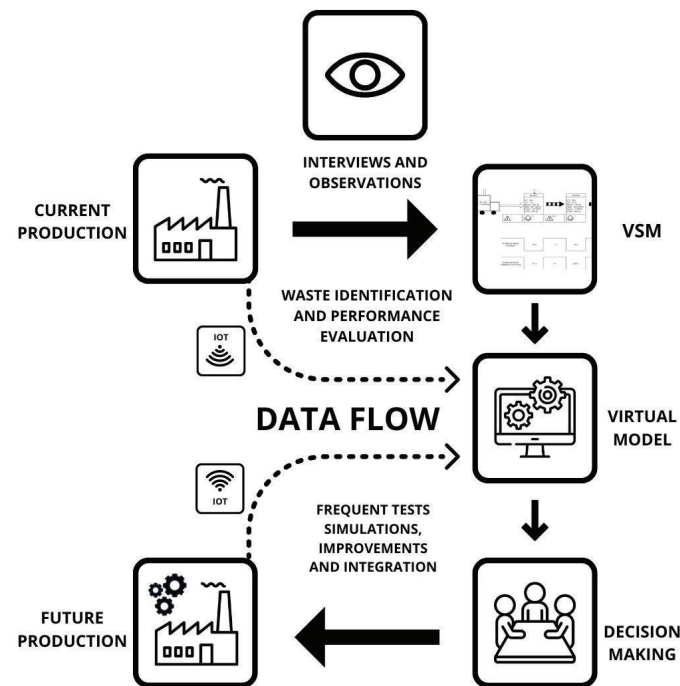 INTERVIEWS AND
OBSERVATIONS
CURRENT
PRODUCTION
VSM
WASTE IDENTIFICATION
AND PERFORMANCE
EVALUATION
IOT
DATA FLOW
VIRTUAL
MODEL
IOT
FREQUENT TESTS
SIMULATIONS,
IMPROVEMENTS
AND INTEGRATION
FUTURE
PRODUCTION
DECISION
MAKING